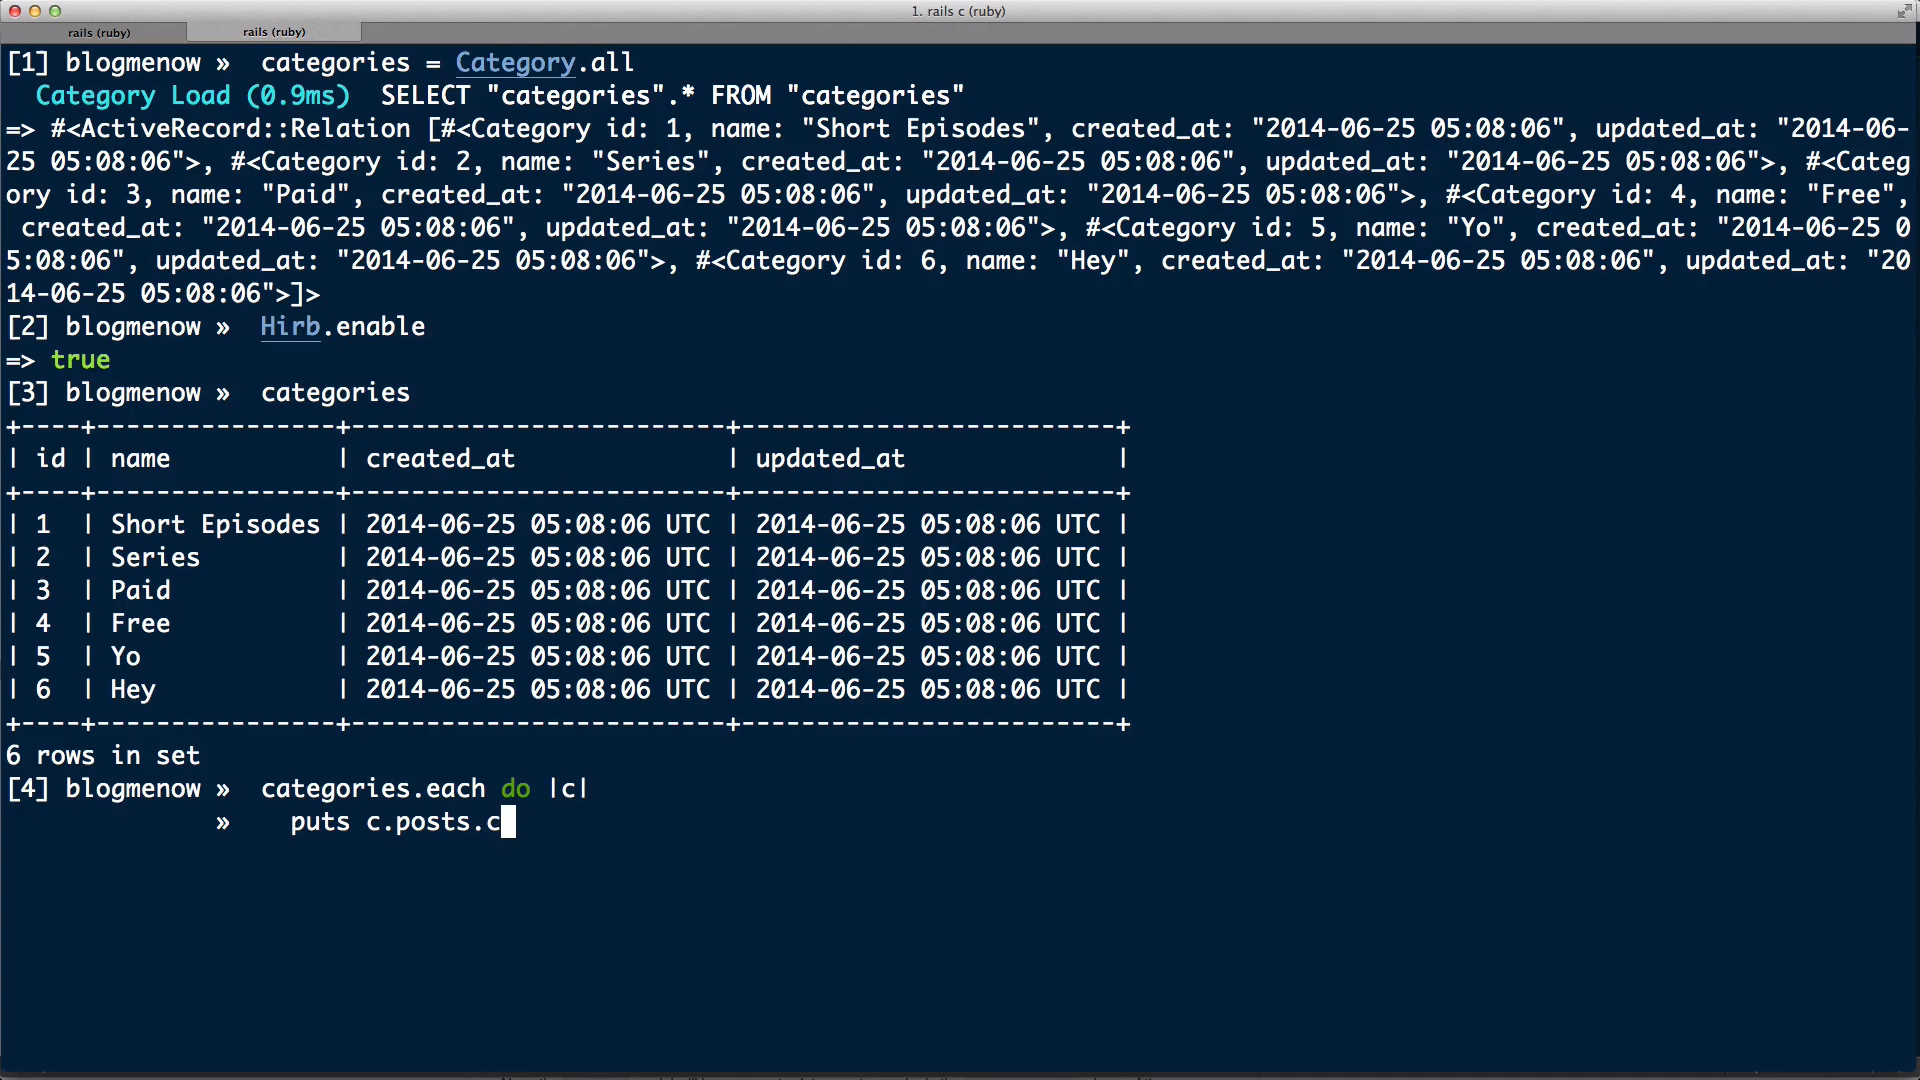 1. rails c (ruby)
rails (ruby) rails (ruby)
[1] blogmenow »  categories = Category.all
  Category Load (0.9ms)  SELECT "categories".* FROM "categories"
=> #<ActiveRecord::Relation [#<Category id: 1, name: "Short Episodes", created_at: "2014-06-25 05:08:06", updated_at: "2014-06-
25 05:08:06">, #<Category id: 2, name: "Series", created_at: "2014-06-25 05:08:06", updated_at: "2014-06-25 05:08:06">, #<Categ
ory id: 3, name: "Paid", created_at: "2014-06-25 05:08:06", updated_at: "2014-06-25 05:08:06">, #<Category id: 4, name: "Free",
 created_at: "2014-06-25 05:08:06", updated_at: "2014-06-25 05:08:06">, #<Category id: 5, name: "Yo", created_at: "2014-06-25 0
5:08:06", updated_at: "2014-06-25 05:08:06">, #<Category id: 6, name: "Hey", created_at: "2014-06-25 05:08:06", updated_at: "20
14-06-25 05:08:06">]>
[2] blogmenow »  Hirb.enable
=> true
[3] blogmenow »  categories
+----+----------------+-------------------------+-------------------------+
| id | name           | created_at              | updated_at              |
+----+----------------+-------------------------+-------------------------+
| 1  | Short Episodes | 2014-06-25 05:08:06 UTC | 2014-06-25 05:08:06 UTC |
| 2  | Series         | 2014-06-25 05:08:06 UTC | 2014-06-25 05:08:06 UTC |
| 3  | Paid           | 2014-06-25 05:08:06 UTC | 2014-06-25 05:08:06 UTC |
| 4  | Free           | 2014-06-25 05:08:06 UTC | 2014-06-25 05:08:06 UTC |
| 5  | Yo             | 2014-06-25 05:08:06 UTC | 2014-06-25 05:08:06 UTC |
| 6  | Hey            | 2014-06-25 05:08:06 UTC | 2014-06-25 05:08:06 UTC |
+----+----------------+-------------------------+-------------------------+
6 rows in set
[4] blogmenow »  categories.each do |c|
              »    puts c.posts.c